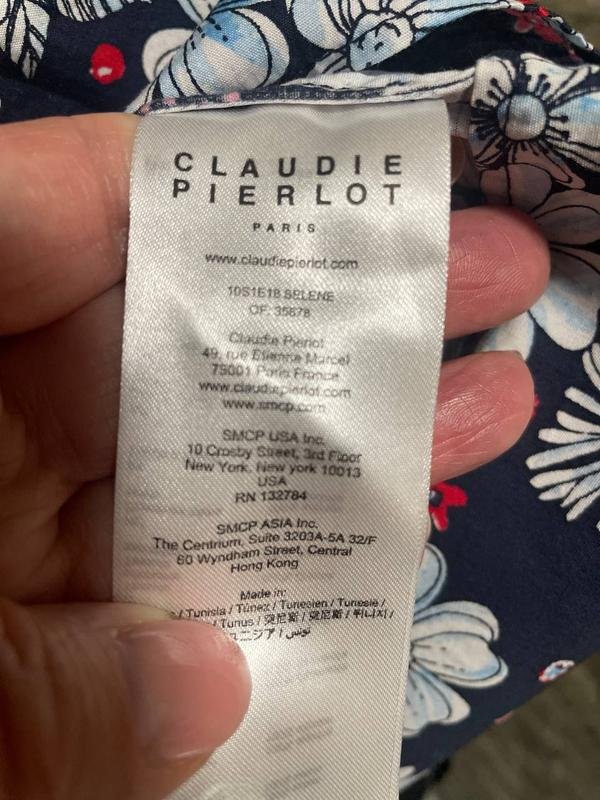 CLAUDIE
PIERLOT
PARIS
www.claudiepierlot.com
10S1E18 SELENE
OF. 35878
Claudie Pierlot
49, rue Etienne Marcel
75001 Paris France
www.claudiepierlot.com
www.smcp.com
SMCP USA Inc.
10 Crosby Street, 3rd Floor
New York, New york 10013
USA
RN 132784
SMCP ASIA Inc.
The Centrium, Suite 3203A-5A 32/F
60 Wyndham Street, Central
Hong Kong
Made in:
/ Tunisia / Túnez / Tunesien / Tunesië /
/ Tunus / 突尼斯 / 突尼斯 / 튀니지 /
ュニジア / تونس